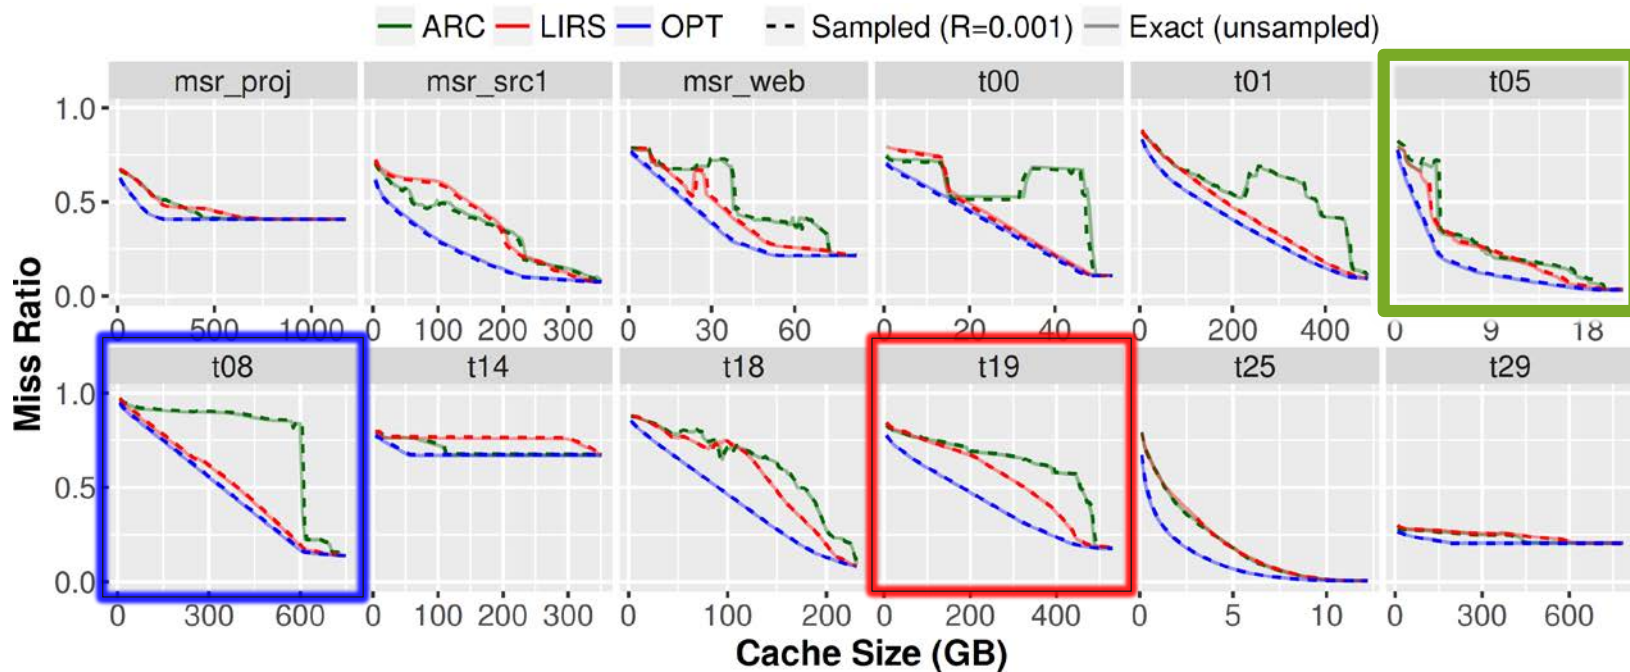 ARC LIRS OPT Sampled (R=0.001) Exact (unsampled)
msr_proj msr_src1 msr_web t00 t01 t05
1.0
0.5
0.0
0 500 1000 0 100 200 300 0 30 60 0 20 40 0 200 400 0 9 18
t08 t14 t18 t19 t25 t29
1.0
0.5
0.0
0 300 600 0 100 200 300 0 100 200 0 200 400 0 5 10 0 300 600
Miss Ratio
Cache Size (GB)